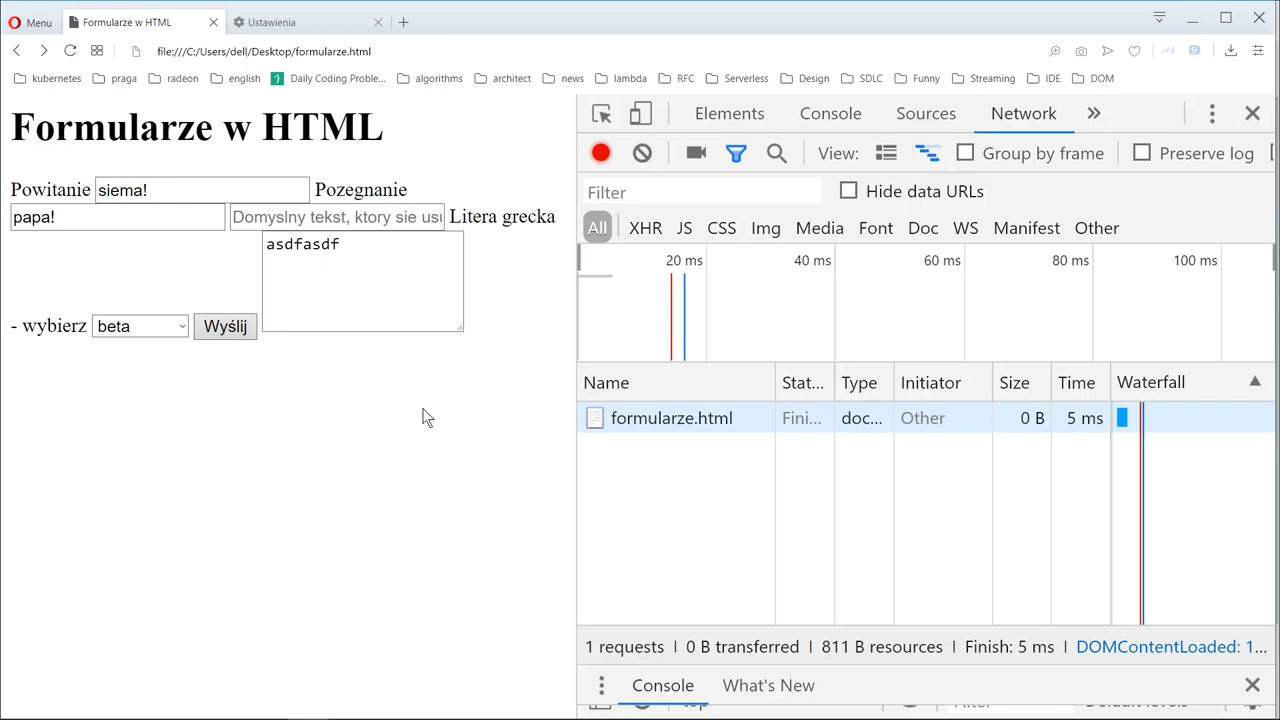 Menu Formularze w HTML Ustawienia
file:///C:/Users/dell/Desktop/formularze.html
kubernetes praga radeon english Daily Coding Proble... algorithms architect news lambda RFC Serverless Design SDLC Funny Streaming IDE DOM
Formularze w HTML
Powitanie siema! Pozegnanie
papa! Domyslny tekst, ktory sie usu Litera grecka
asdfasdf
- wybierz beta Wyślij
Elements Console Sources Network
View: Group by frame Preserve log
Filter Hide data URLs
All XHR JS CSS Img Media Font Doc WS Manifest Other
20 ms 40 ms 60 ms 80 ms 100 ms
Name Stat... Type Initiator Size Time Waterfall
formularze.html Fini... doc... Other 0 B 5 ms
1 requests | 0 B transferred | 811 B resources | Finish: 5 ms | DOMContentLoaded: 1...
Console What's New